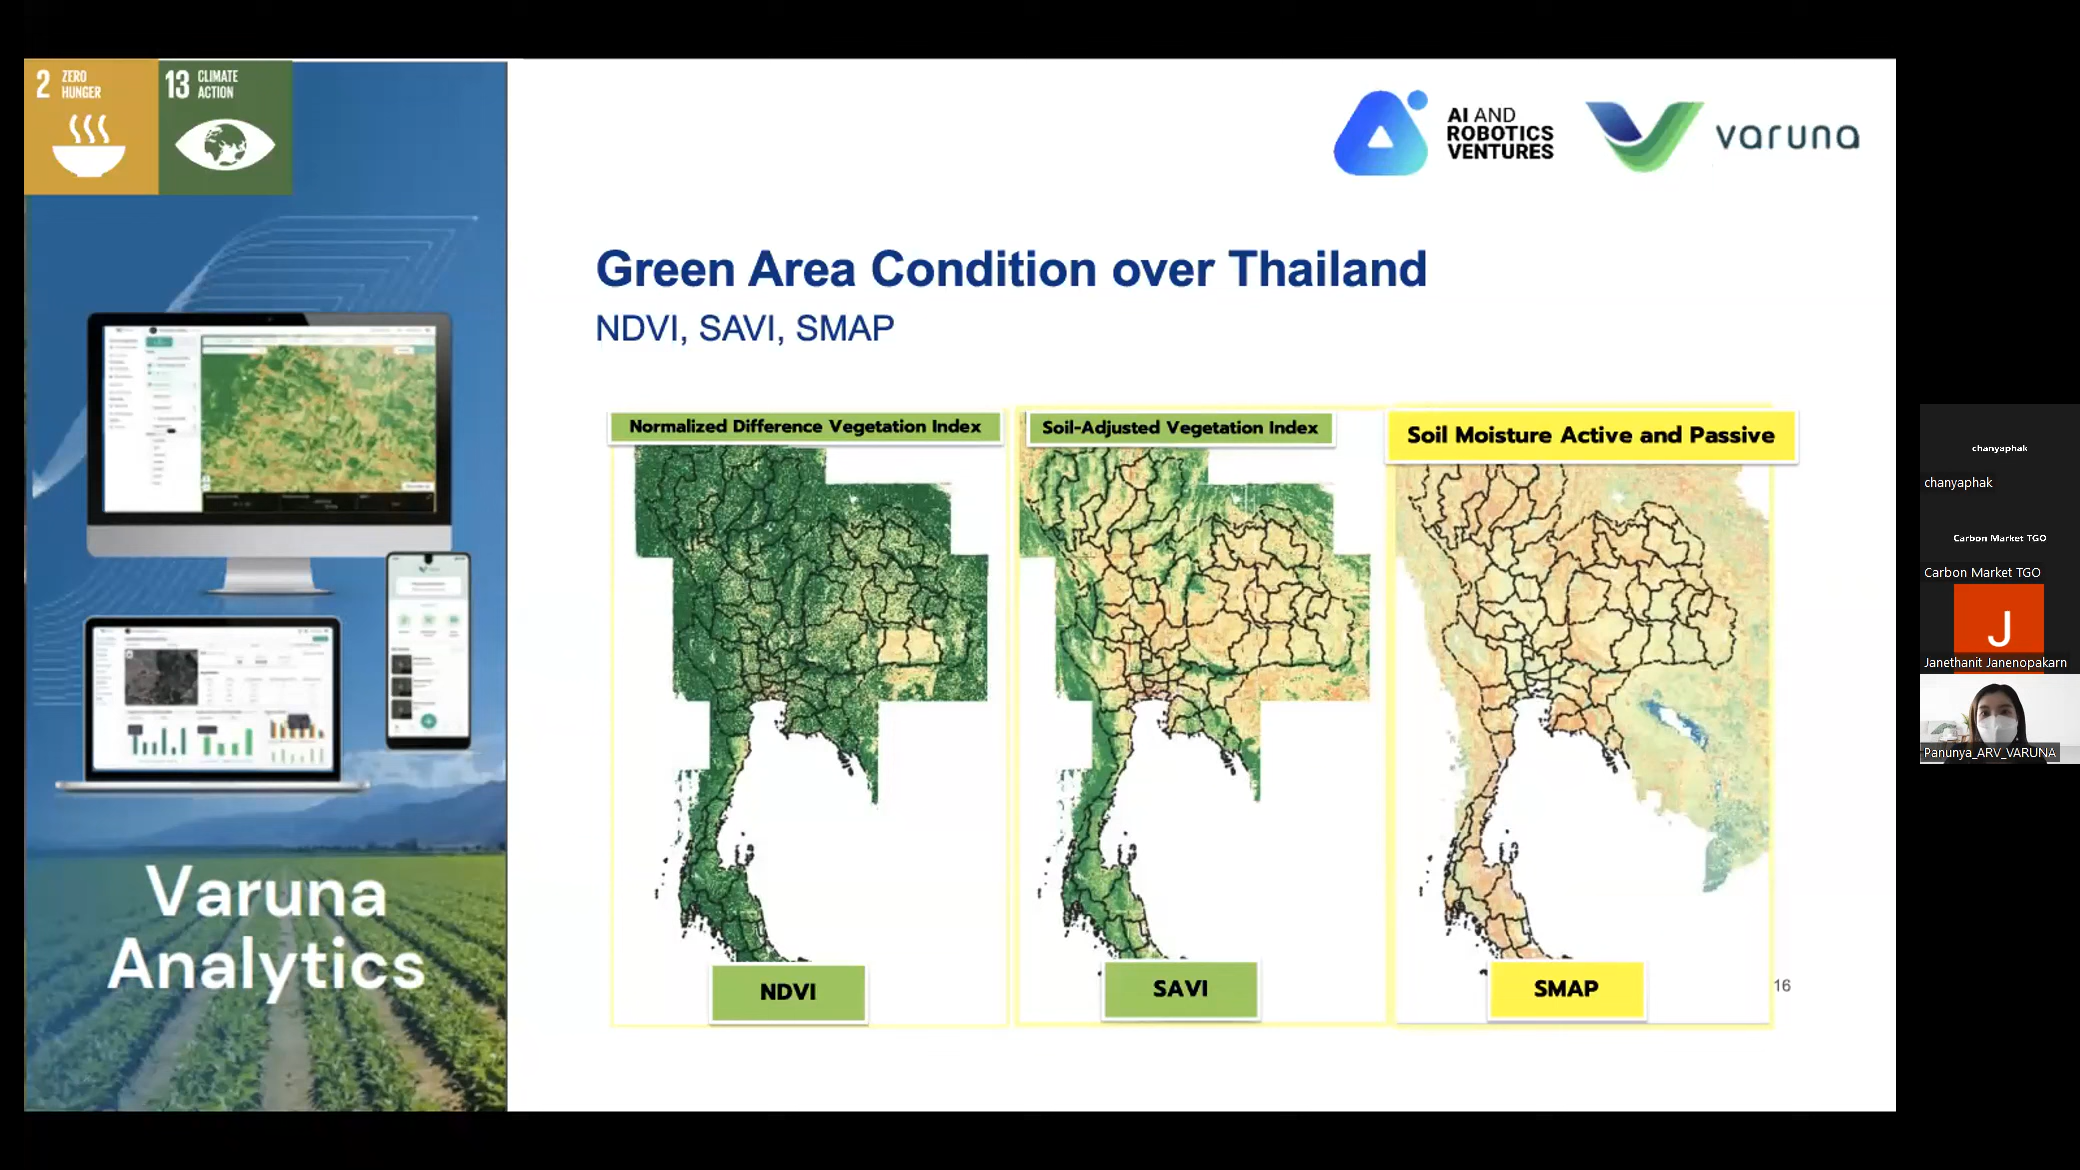 2 ZERO
HUNGER
13 CLIMATE
ACTION
AI AND
ROBOTICS
VENTURES
varuna
Green Area Condition over Thailand
NDVI, SAVI, SMAP
Normalized Difference Vegetation Index
Soil-Adjusted Vegetation Index
Soil Moisture Active and Passive
NDVI
SAVI
SMAP
16
Varuna
Analytics
chanyaphak
chanyaphak
Carbon Market TGO
Carbon Market TGO
J
Janethanit Janenopakarn
Panunya_ARV_VARUNA